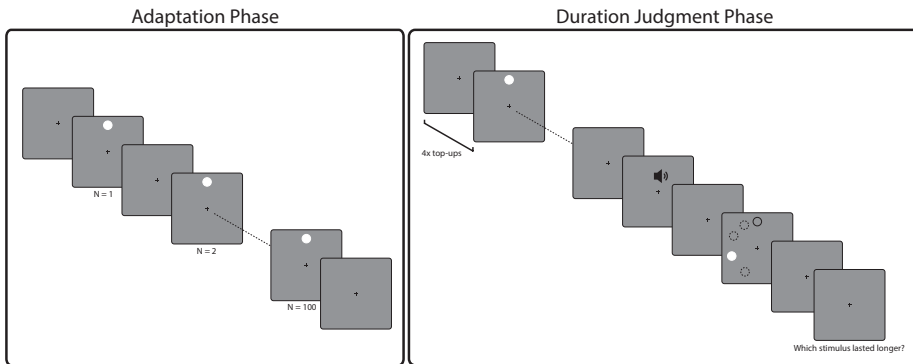 Adaptation Phase
Duration Judgment Phase
4x top-ups
N = 1
N = 2
N = 100
Which stimulus lasted longer?